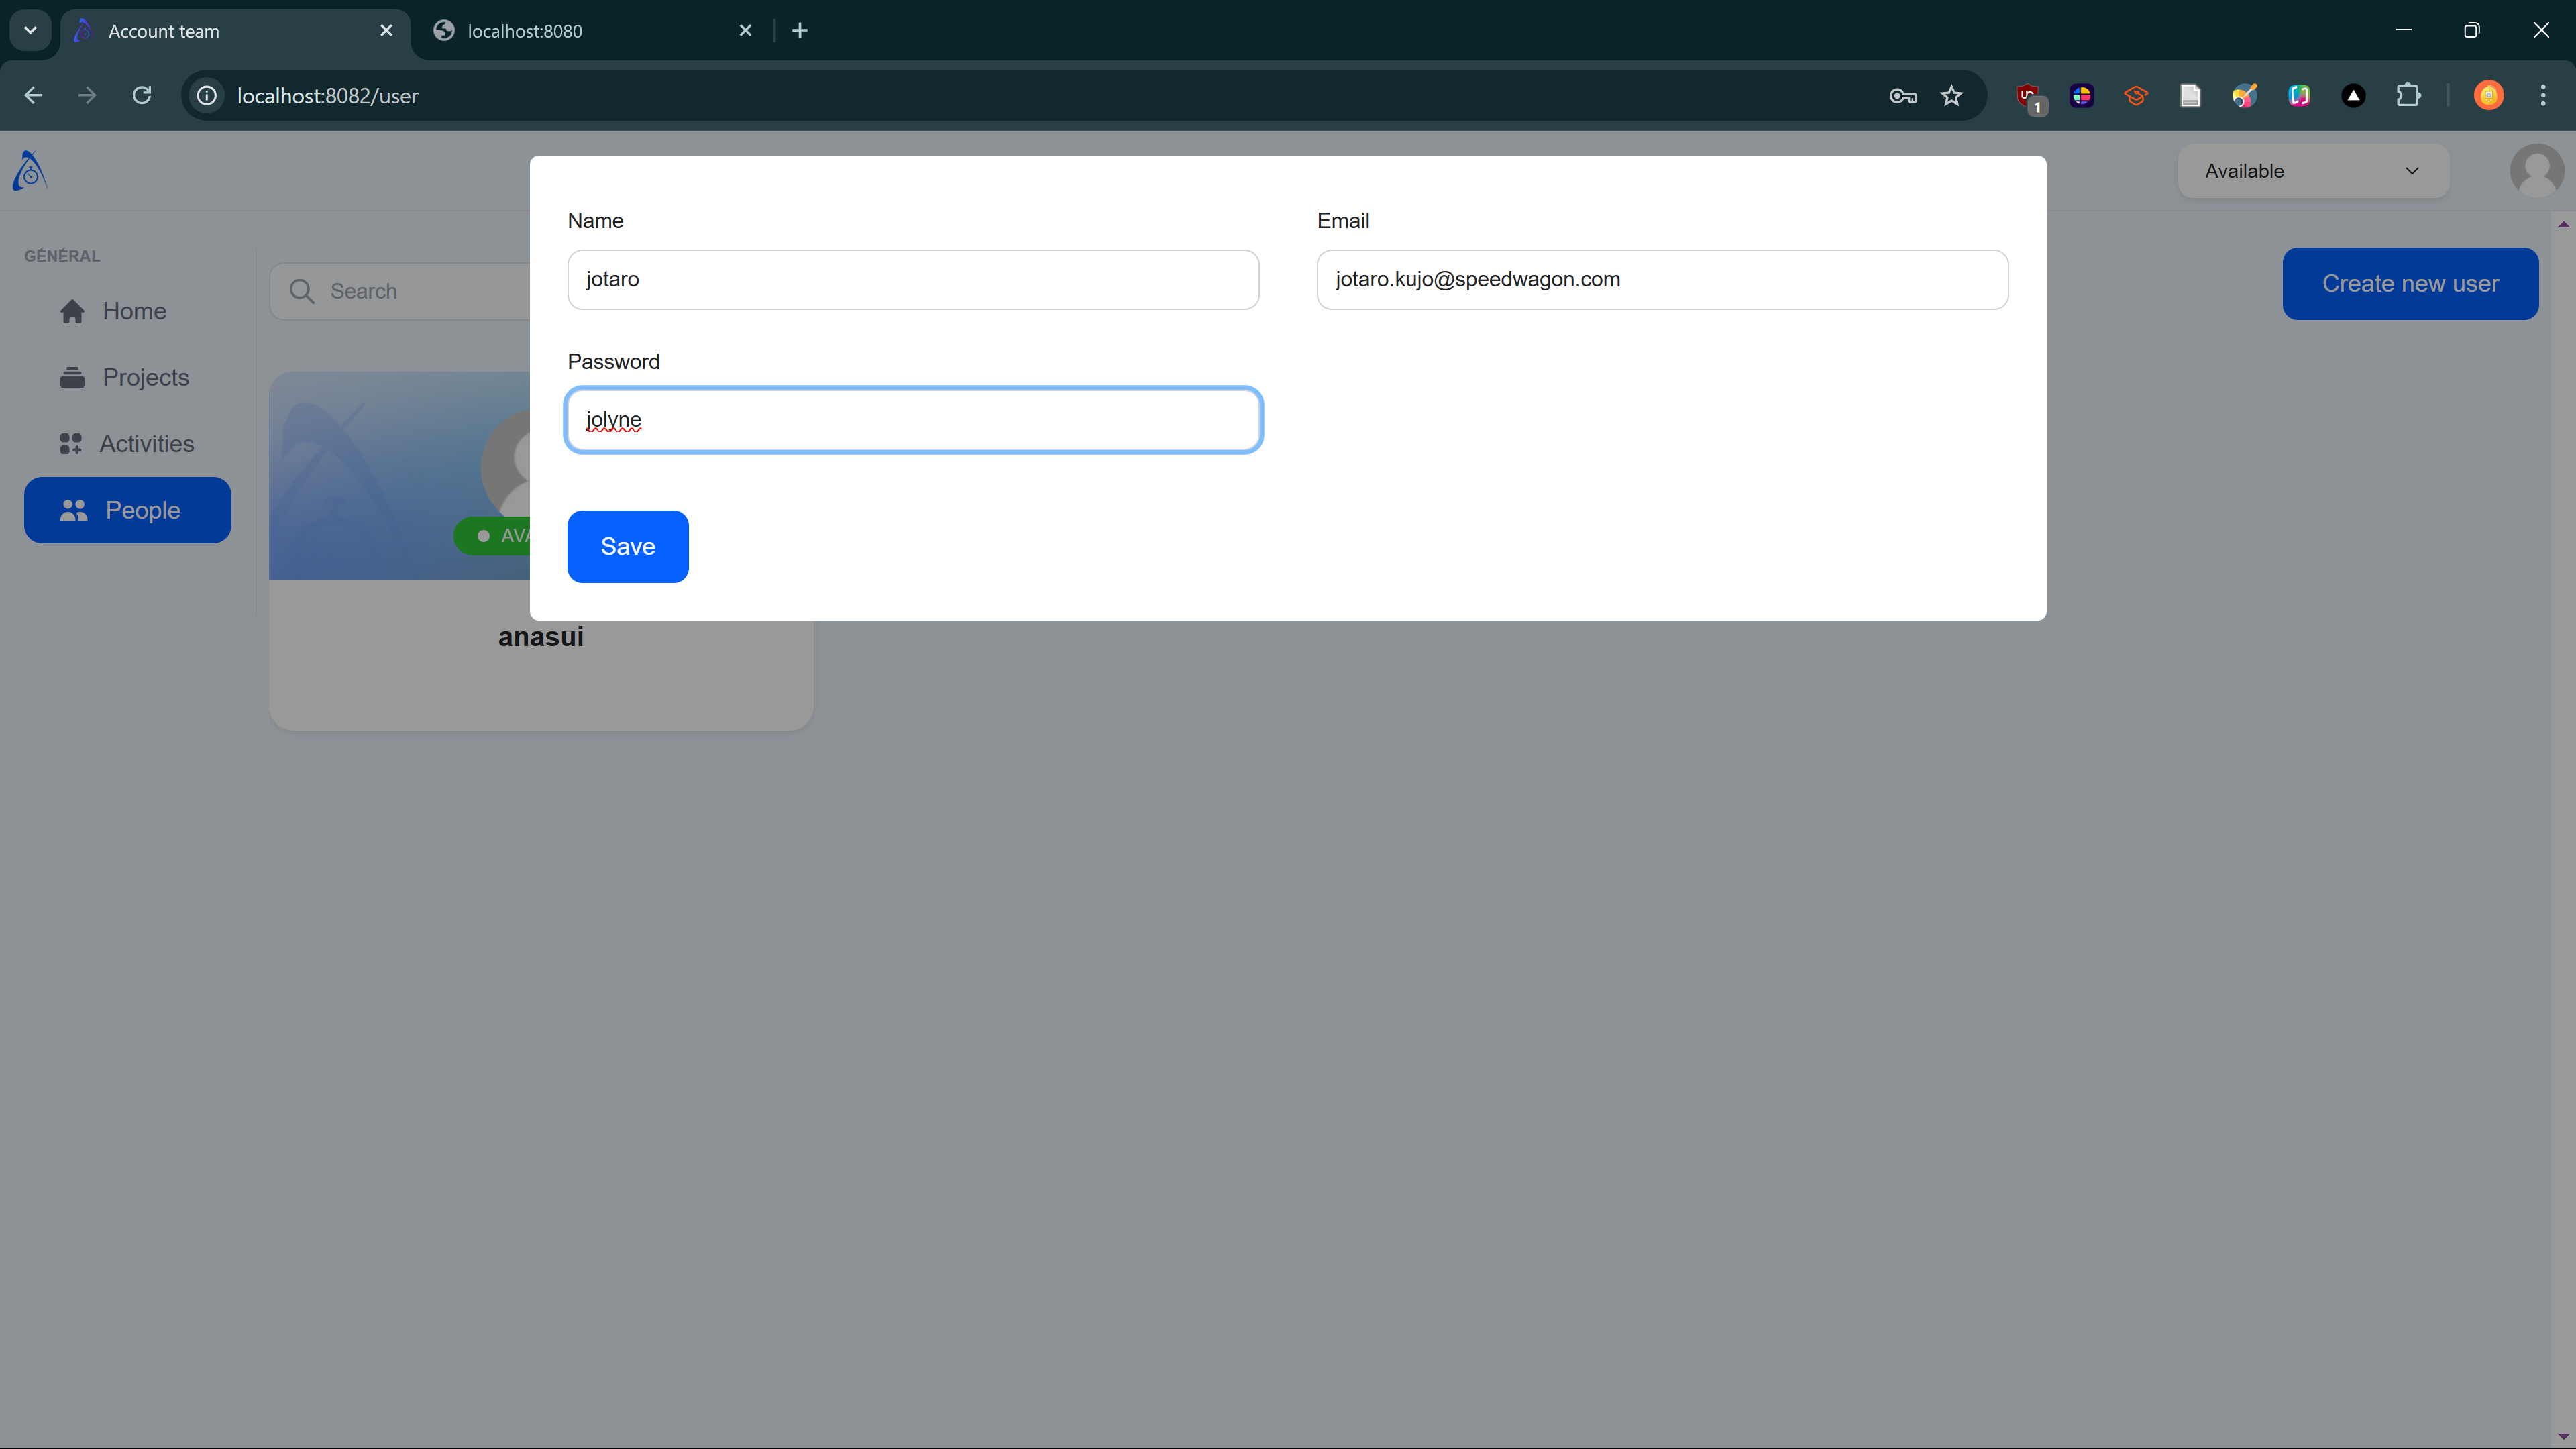 Account team
localhost:8080
localhost:8082/user
1
Available
GÉNÉRAL
Home
Projects
Activities
People
Search
Create new user
Name
jotaro
Email
jotaro.kujo@speedwagon.com
Password
jolyne
Save
AVA
anasui